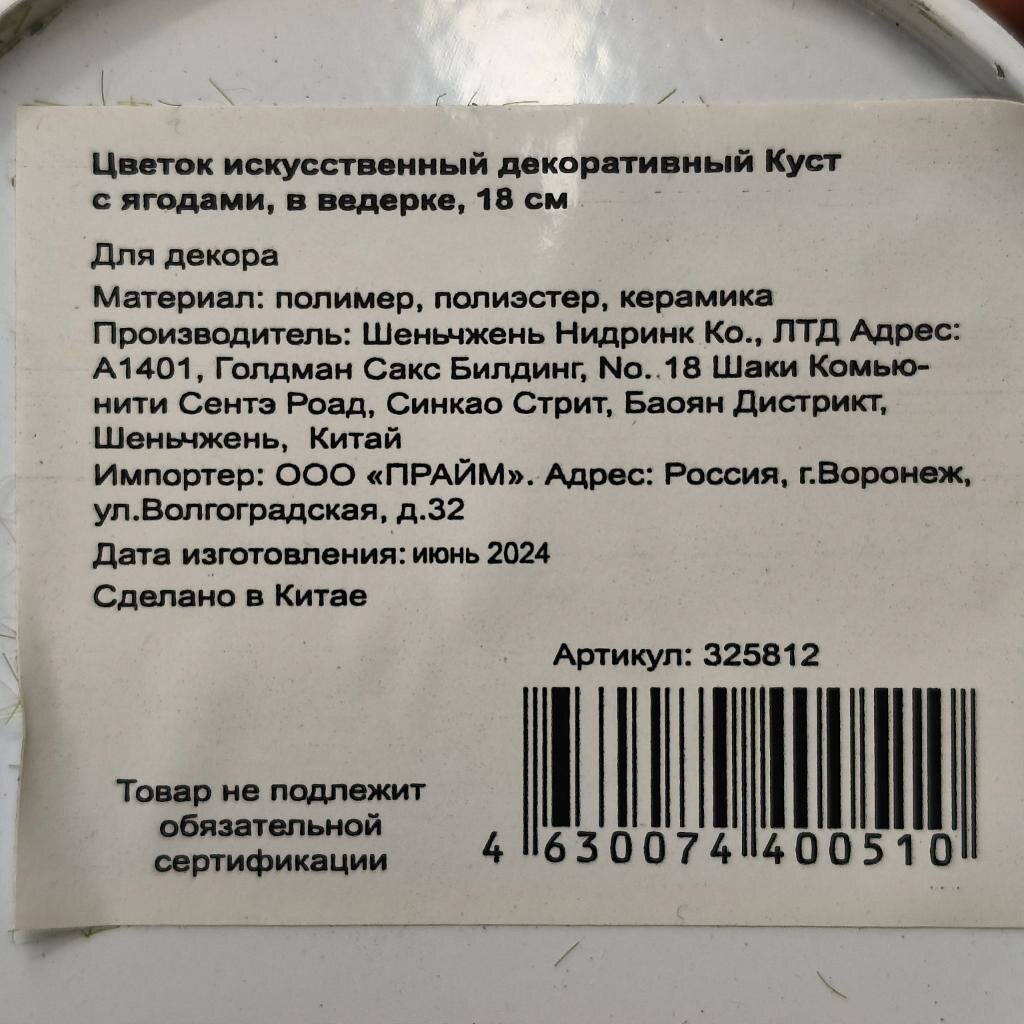 Цветок искусственный декоративный Куст
с ягодами, в ведерке, 18 см
Для декора
Материал: полимер, полиэстер, керамика
Производитель: Шеньчжень Нидринк Ко., ЛТД Адрес:
А1401, Голдман Сакс Билдинг, No. 18 Шаки Комью-
нити Сентэ Роад, Синкао Стрит, Баоян Дистрикт,
Шеньчжень, Китай
Импортер: ООО «ПРАЙМ». Адрес: Россия, г.Воронеж,
ул.Волгоградская, д.32
Дата изготовления: июнь 2024
Сделано в Китае
Артикул: 325812
Товар не подлежит
обязательной
сертификации
4 630074 400510